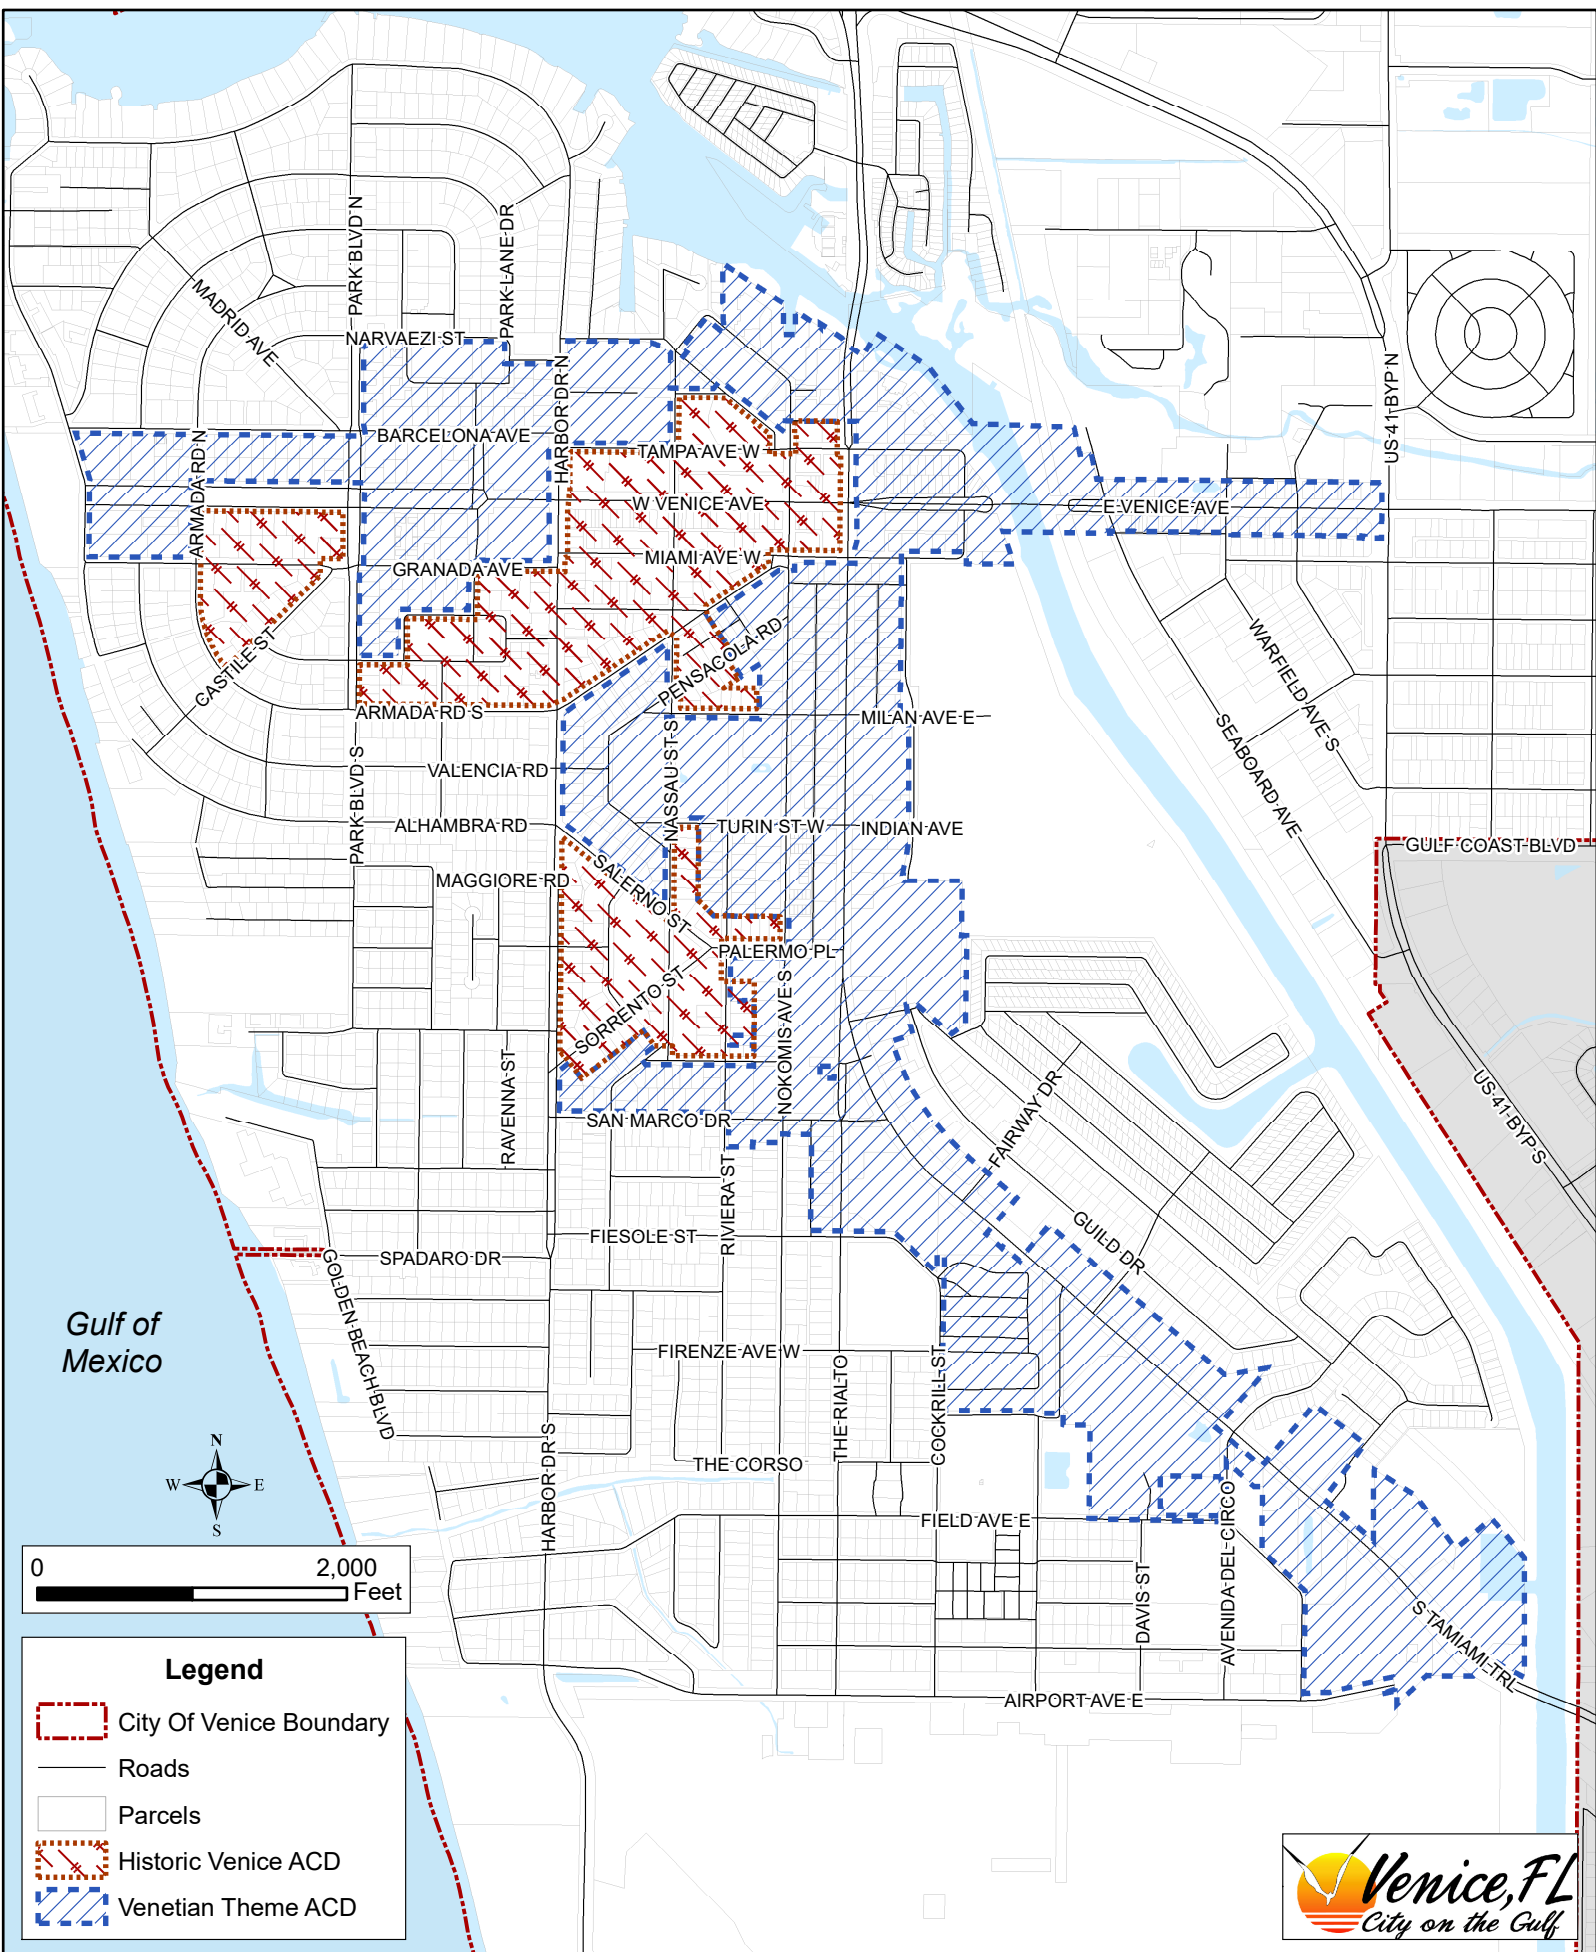 PARK BLVD N
PARK LANE DR
MADRID AVE
NARVAEZI ST
HARBOR DR N
US 41 BYP N
BARCELONA AVE
ARMADA RD N
TAMPA AVE W
W VENICE AVE
E VENICE AVE
MIAMI AVE W
GRANADA AVE
CASTILE ST
PENSACOLA RD
WARFIELD AVE S
ARMADA RD S
MILAN AVE E
SEABOARD AVE
PARK BLVD S
VALENCIA RD
NASSAU ST S
ALHAMBRA RD
TURIN ST W
INDIAN AVE
GULF COAST BLVD
MAGGIORE RD
SALERNO ST
PALERMO PL
SORRENTO ST
NOKOMIS AVE S
RAVENNA ST
SAN MARCO DR
FAIRWAY DR
US 41 BYP S
RIVIERA ST
FIESOLE ST
GUILD DR
SPADARO DR
GOLDEN BEACH BLVD
Gulf of
Mexico
FIRENZE AVE W
THE RIALTO
COCKRILL ST
N
W E
S
HARBOR DR S
THE CORSO
FIELD AVE E
AVENIDA DEL CIRCO
DAVIS ST
S TAMIAMI TRL
AIRPORT AVE E
0 2,000
Feet
Legend
City Of Venice Boundary
Roads
Parcels
Historic Venice ACD
Venetian Theme ACD
Venice, FL
City on the Gulf